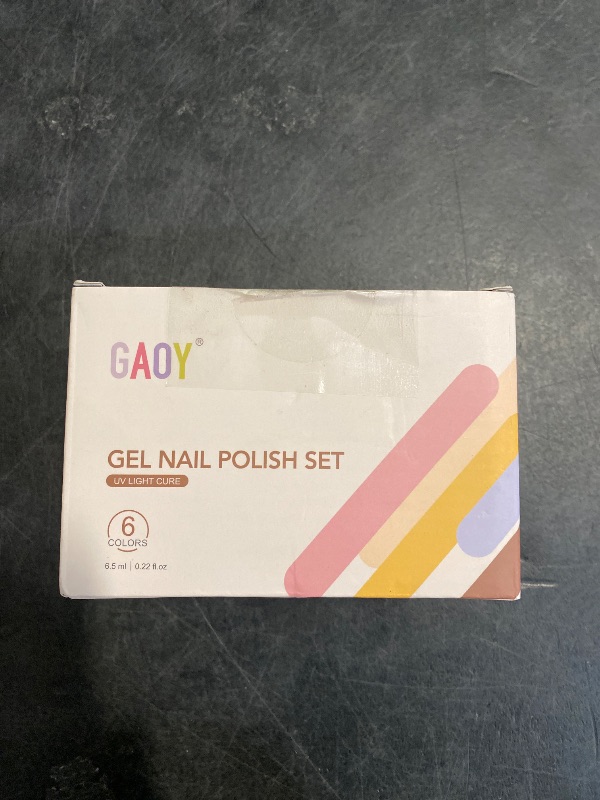 GAOY®
GEL NAIL POLISH SET
UV LIGHT CURE
6
COLORS
6.5 ml | 0.22 fl.oz